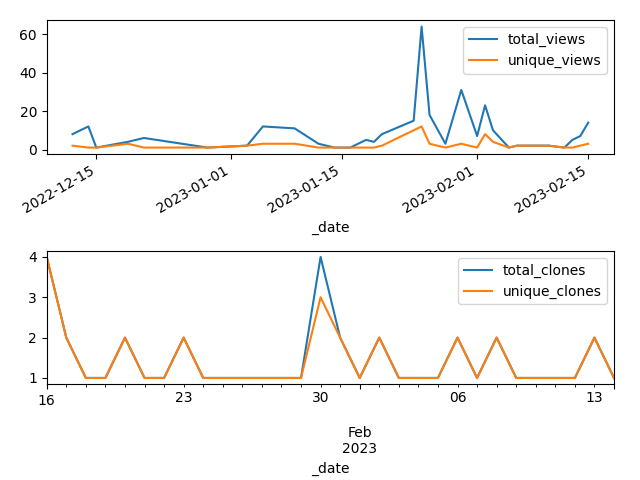 60
40
20
0
total_views
unique_views
2022-12-15
2023-01-01
2023-01-15
2023-02-01
2023-02-15
_date
4
3
2
1
total_clones
unique_clones
16
23
30
06
13
Feb
2023
_date